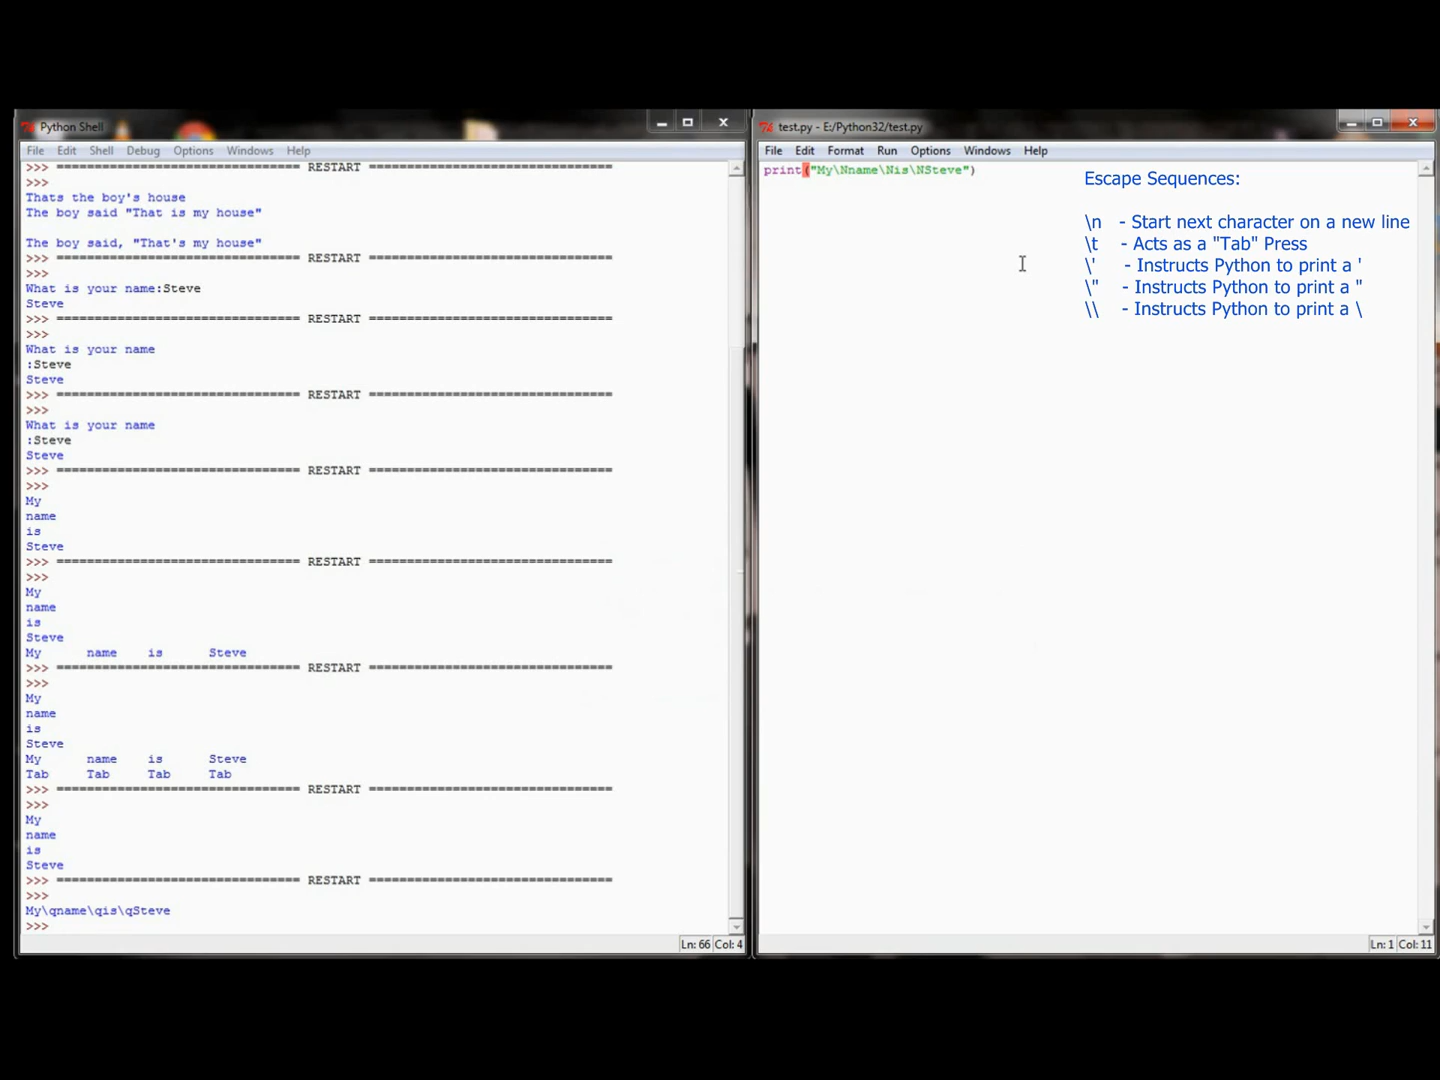 Python Shell
File Edit Shell Debug Options Windows Help
>>> ================================ RESTART ================================
>>>
Thats the boy's house
The boy said "That is my house"
The boy said, "That's my house"
>>> ================================ RESTART ================================
>>>
What is your name:Steve
Steve
>>> ================================ RESTART ================================
>>>
What is your name
:Steve
Steve
>>> ================================ RESTART ================================
>>>
What is your name
:Steve
Steve
>>> ================================ RESTART ================================
>>>
My
name
is
Steve
>>> ================================ RESTART ================================
>>>
My
name
is
Steve
My name is Steve
>>> ================================ RESTART ================================
>>>
My
name
is
Steve
My name is Steve
Tab Tab Tab Tab
>>> ================================ RESTART ================================
>>>
My
name
is
Steve
>>> ================================ RESTART ================================
>>>
My\qname\qis\qSteve
>>>
Ln: 66 Col: 4
test.py - E:/Python32/test.py
File Edit Format Run Options Windows Help
print("My\Nname\Nis\NSteve")
Escape Sequences:
\n - Start next character on a new line
\t - Acts as a "Tab" Press
\' - Instructs Python to print a '
\" - Instructs Python to print a "
\\ - Instructs Python to print a \
Ln: 1 Col: 11